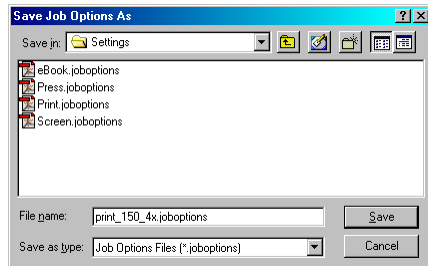 Save Job Options As
Save in: Settings
eBook.joboptions
Press.joboptions
Print.joboptions
Screen.joboptions
File name: print_150_4x.joboptions Save
Save as type: Job Options Files (*.joboptions) Cancel